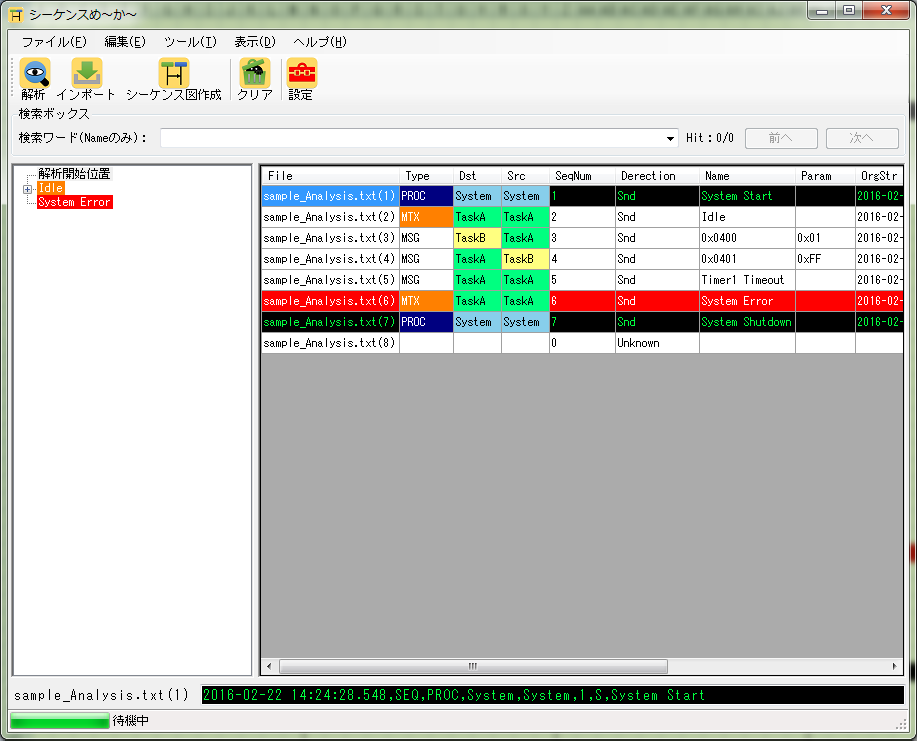 シーケンスめ～か～
ファイル(F) 編集(E) ツール(T) 表示(D) ヘルプ(H)
解析 インポート シーケンス図作成 クリア 設定
検索ボックス
検索ワード(Nameのみ): Hit:0/0 前へ 次へ
解析開始位置
Idle
System Error
File Type Dst Src SeqNum Derection Name Param OrgStr
sample_Analysis.txt(1) PROC System System 1 Snd System Start 2016-02-
sample_Analysis.txt(2) MTX TaskA TaskA 2 Snd Idle 2016-02-
sample_Analysis.txt(3) MSG TaskB TaskA 3 Snd 0x0400 0x01 2016-02-
sample_Analysis.txt(4) MSG TaskA TaskB 4 Snd 0x0401 0xFF 2016-02-
sample_Analysis.txt(5) MSG TaskA TaskA 5 Snd Timer1 Timeout 2016-02-
sample_Analysis.txt(6) MTX TaskA TaskA 6 Snd System Error 2016-02-
sample_Analysis.txt(7) PROC System System 7 Snd System Shutdown 2016-02-
sample_Analysis.txt(8) 0 Unknown
sample_Analysis.txt(1) 2016-02-22 14:24:28.548,SEQ,PROC,System,System,1,S,System Start
待機中